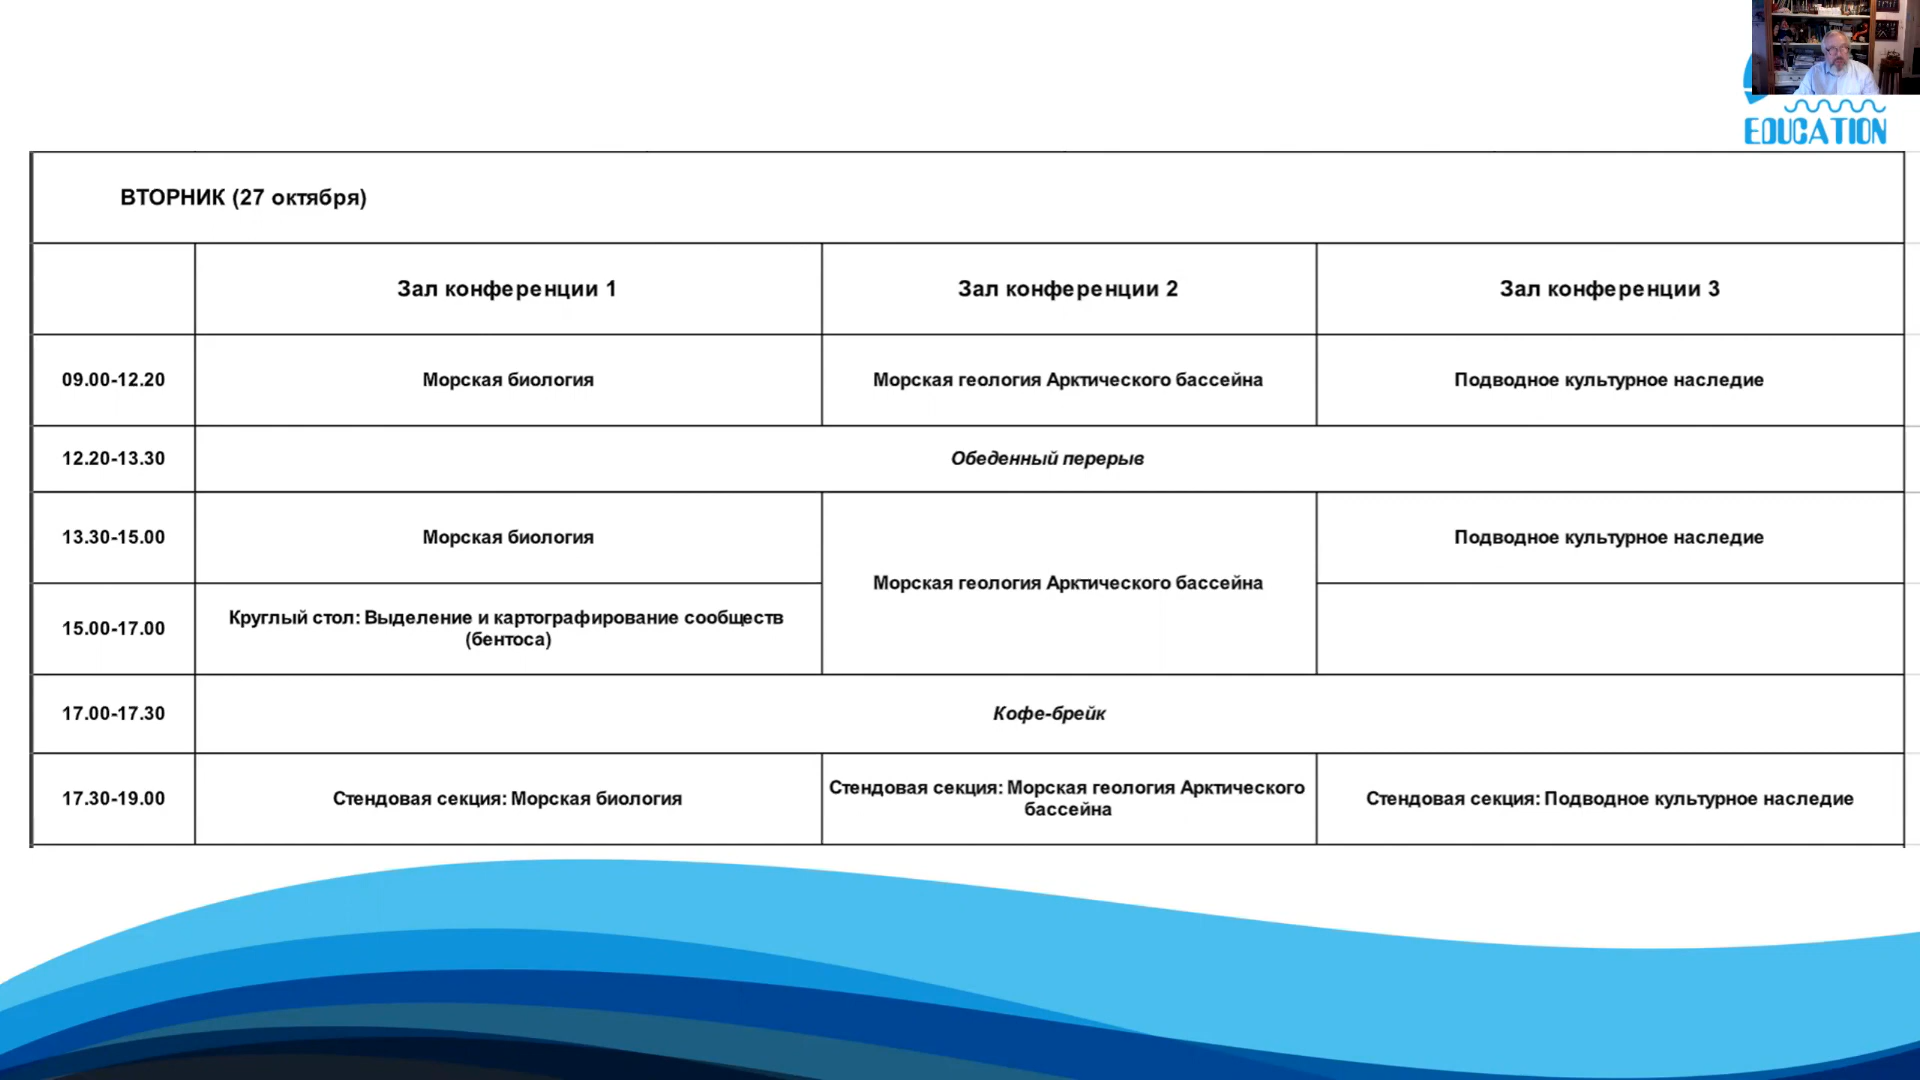 EDUCATION
ВТОРНИК (27 октября)
Зал конференции 1
Зал конференции 2
Зал конференции 3
09.00-12.20
Морская биология
Морская геология Арктического бассейна
Подводное культурное наследие
12.20-13.30
Обеденный перерыв
13.30-15.00
Морская биология
Морская геология Арктического бассейна
Подводное культурное наследие
15.00-17.00
Круглый стол: Выделение и картографирование сообществ
(бентоса)
17.00-17.30
Кофе-брейк
17.30-19.00
Стендовая секция: Морская биология
Стендовая секция: Морская геология Арктического
бассейна
Стендовая секция: Подводное культурное наследие